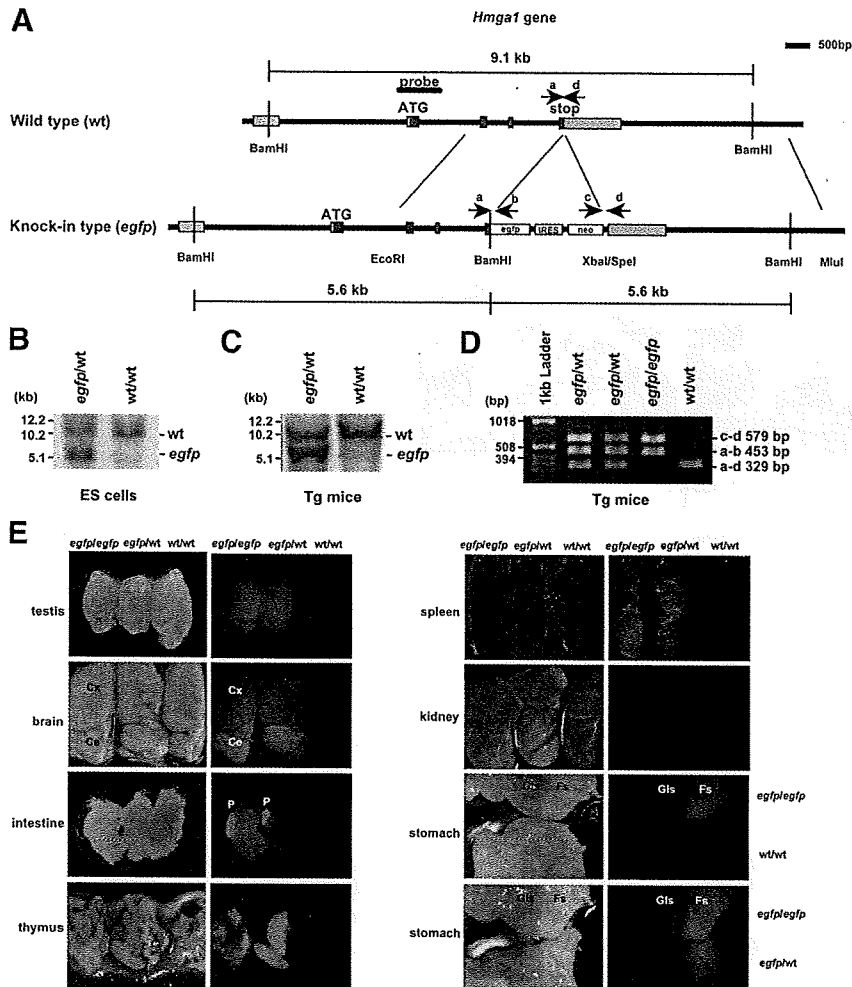 A
Hmga1 gene
500bp
9.1 kb
probe
a d
ATG
stop
Wild type (wt)
BamHI
BamHI
a b c d
ATG
Knock-in type (egfp)
egfp IRES neo
BamHI EcoRI BamHI XbaI/SpeI BamHI MluI
5.6 kb 5.6 kb
B
egfp/wt wt/wt
(kb)
12.2
10.2
5.1
wt
egfp
ES cells
C
egfp/wt wt/wt
(kb)
12.2
10.2
5.1
wt
egfp
Tg mice
D
1kb Ladder egfp/wt egfp/wt egfp/egfp wt/wt
(bp)
1018
508
394
c-d 579 bp
a-b 453 bp
a-d 329 bp
Tg mice
E
egfp/egfp egfp/wt wt/wt egfp/egfp egfp/wt wt/wt
testis
brain
Cx Cx
Ce Ce
intestine
P P
thymus
egfp/egfp egfp/wt wt/wt egfp/egfp egfp/wt wt/wt
spleen
kidney
stomach
Gls Fs Gls Fs
egfp/egfp
wt/wt
stomach
Gls Fs Gls Fs
egfp/egfp
egfp/wt